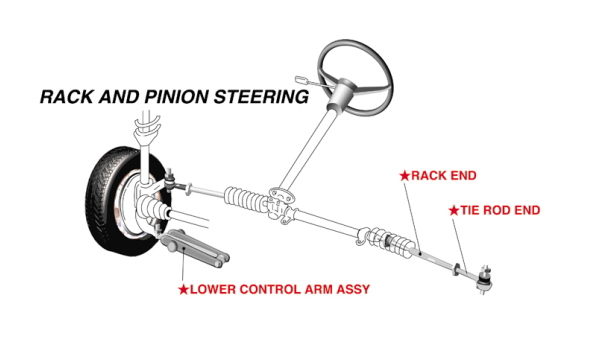 RACK AND PINION STEERING
★RACK END
★TIE ROD END
★LOWER CONTROL ARM ASSY